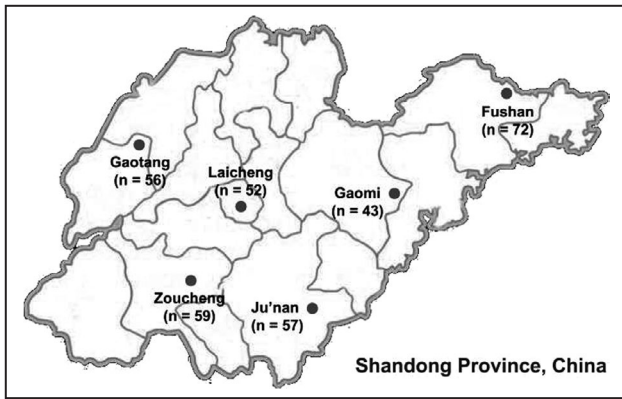 Fushan
(n = 72)
Gaotang
(n = 56)
Laicheng
(n = 52)
Gaomi
(n = 43)
Zoucheng
(n = 59)
Ju'nan
(n = 57)
Shandong Province, China